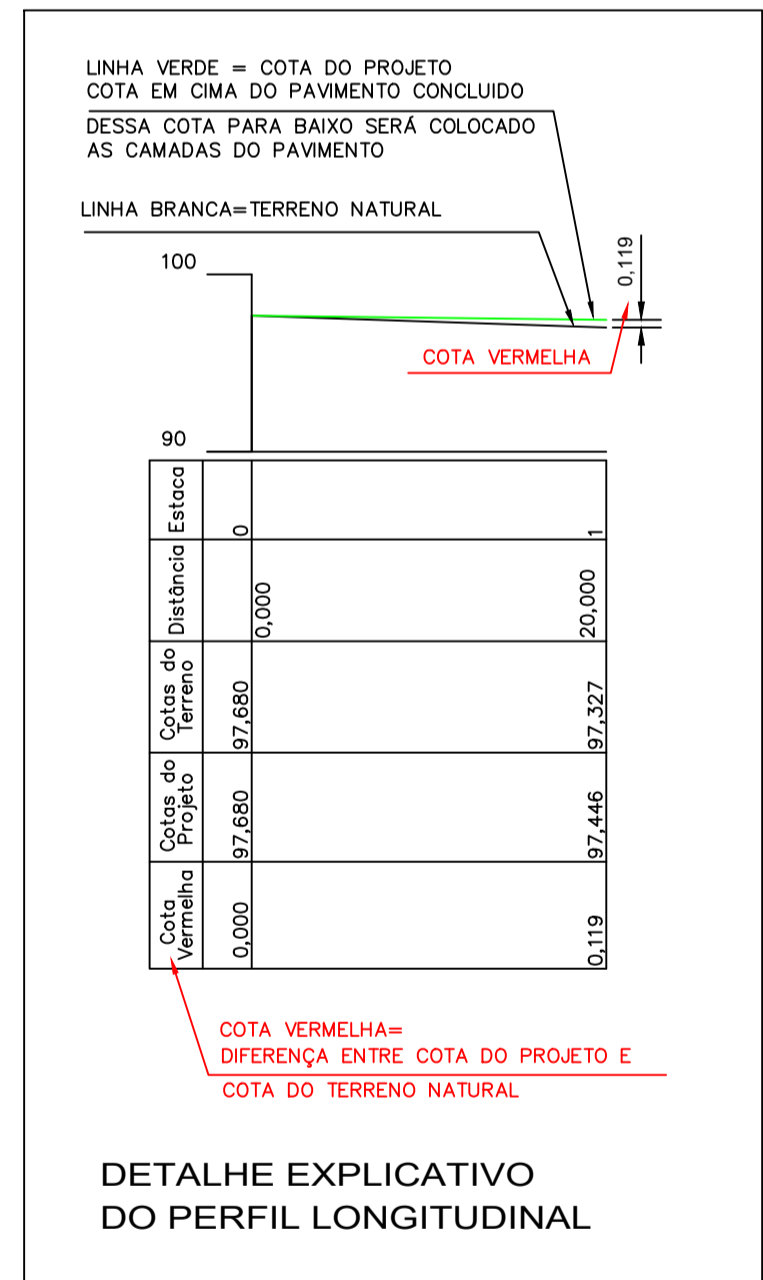 LINHA VERDE = COTA DO PROJETO
COTA EM CIMA DO PAVIMENTO CONCLUIDO
DESSA COTA PARA BAIXO SERÁ COLOCADO
AS CAMADAS DO PAVIMENTO
LINHA BRANCA=TERRENO NATURAL
100
0,119
COTA VERMELHA
90
Estaca
0
1
Distância
0,000
20,000
Cotas do
Terreno
97,680
97,327
Cotas do
Projeto
97,680
97,446
Cota
Vermelha
0,000
0,119
COTA VERMELHA=
DIFERENÇA ENTRE COTA DO PROJETO E
COTA DO TERRENO NATURAL
DETALHE EXPLICATIVO
DO PERFIL LONGITUDINAL